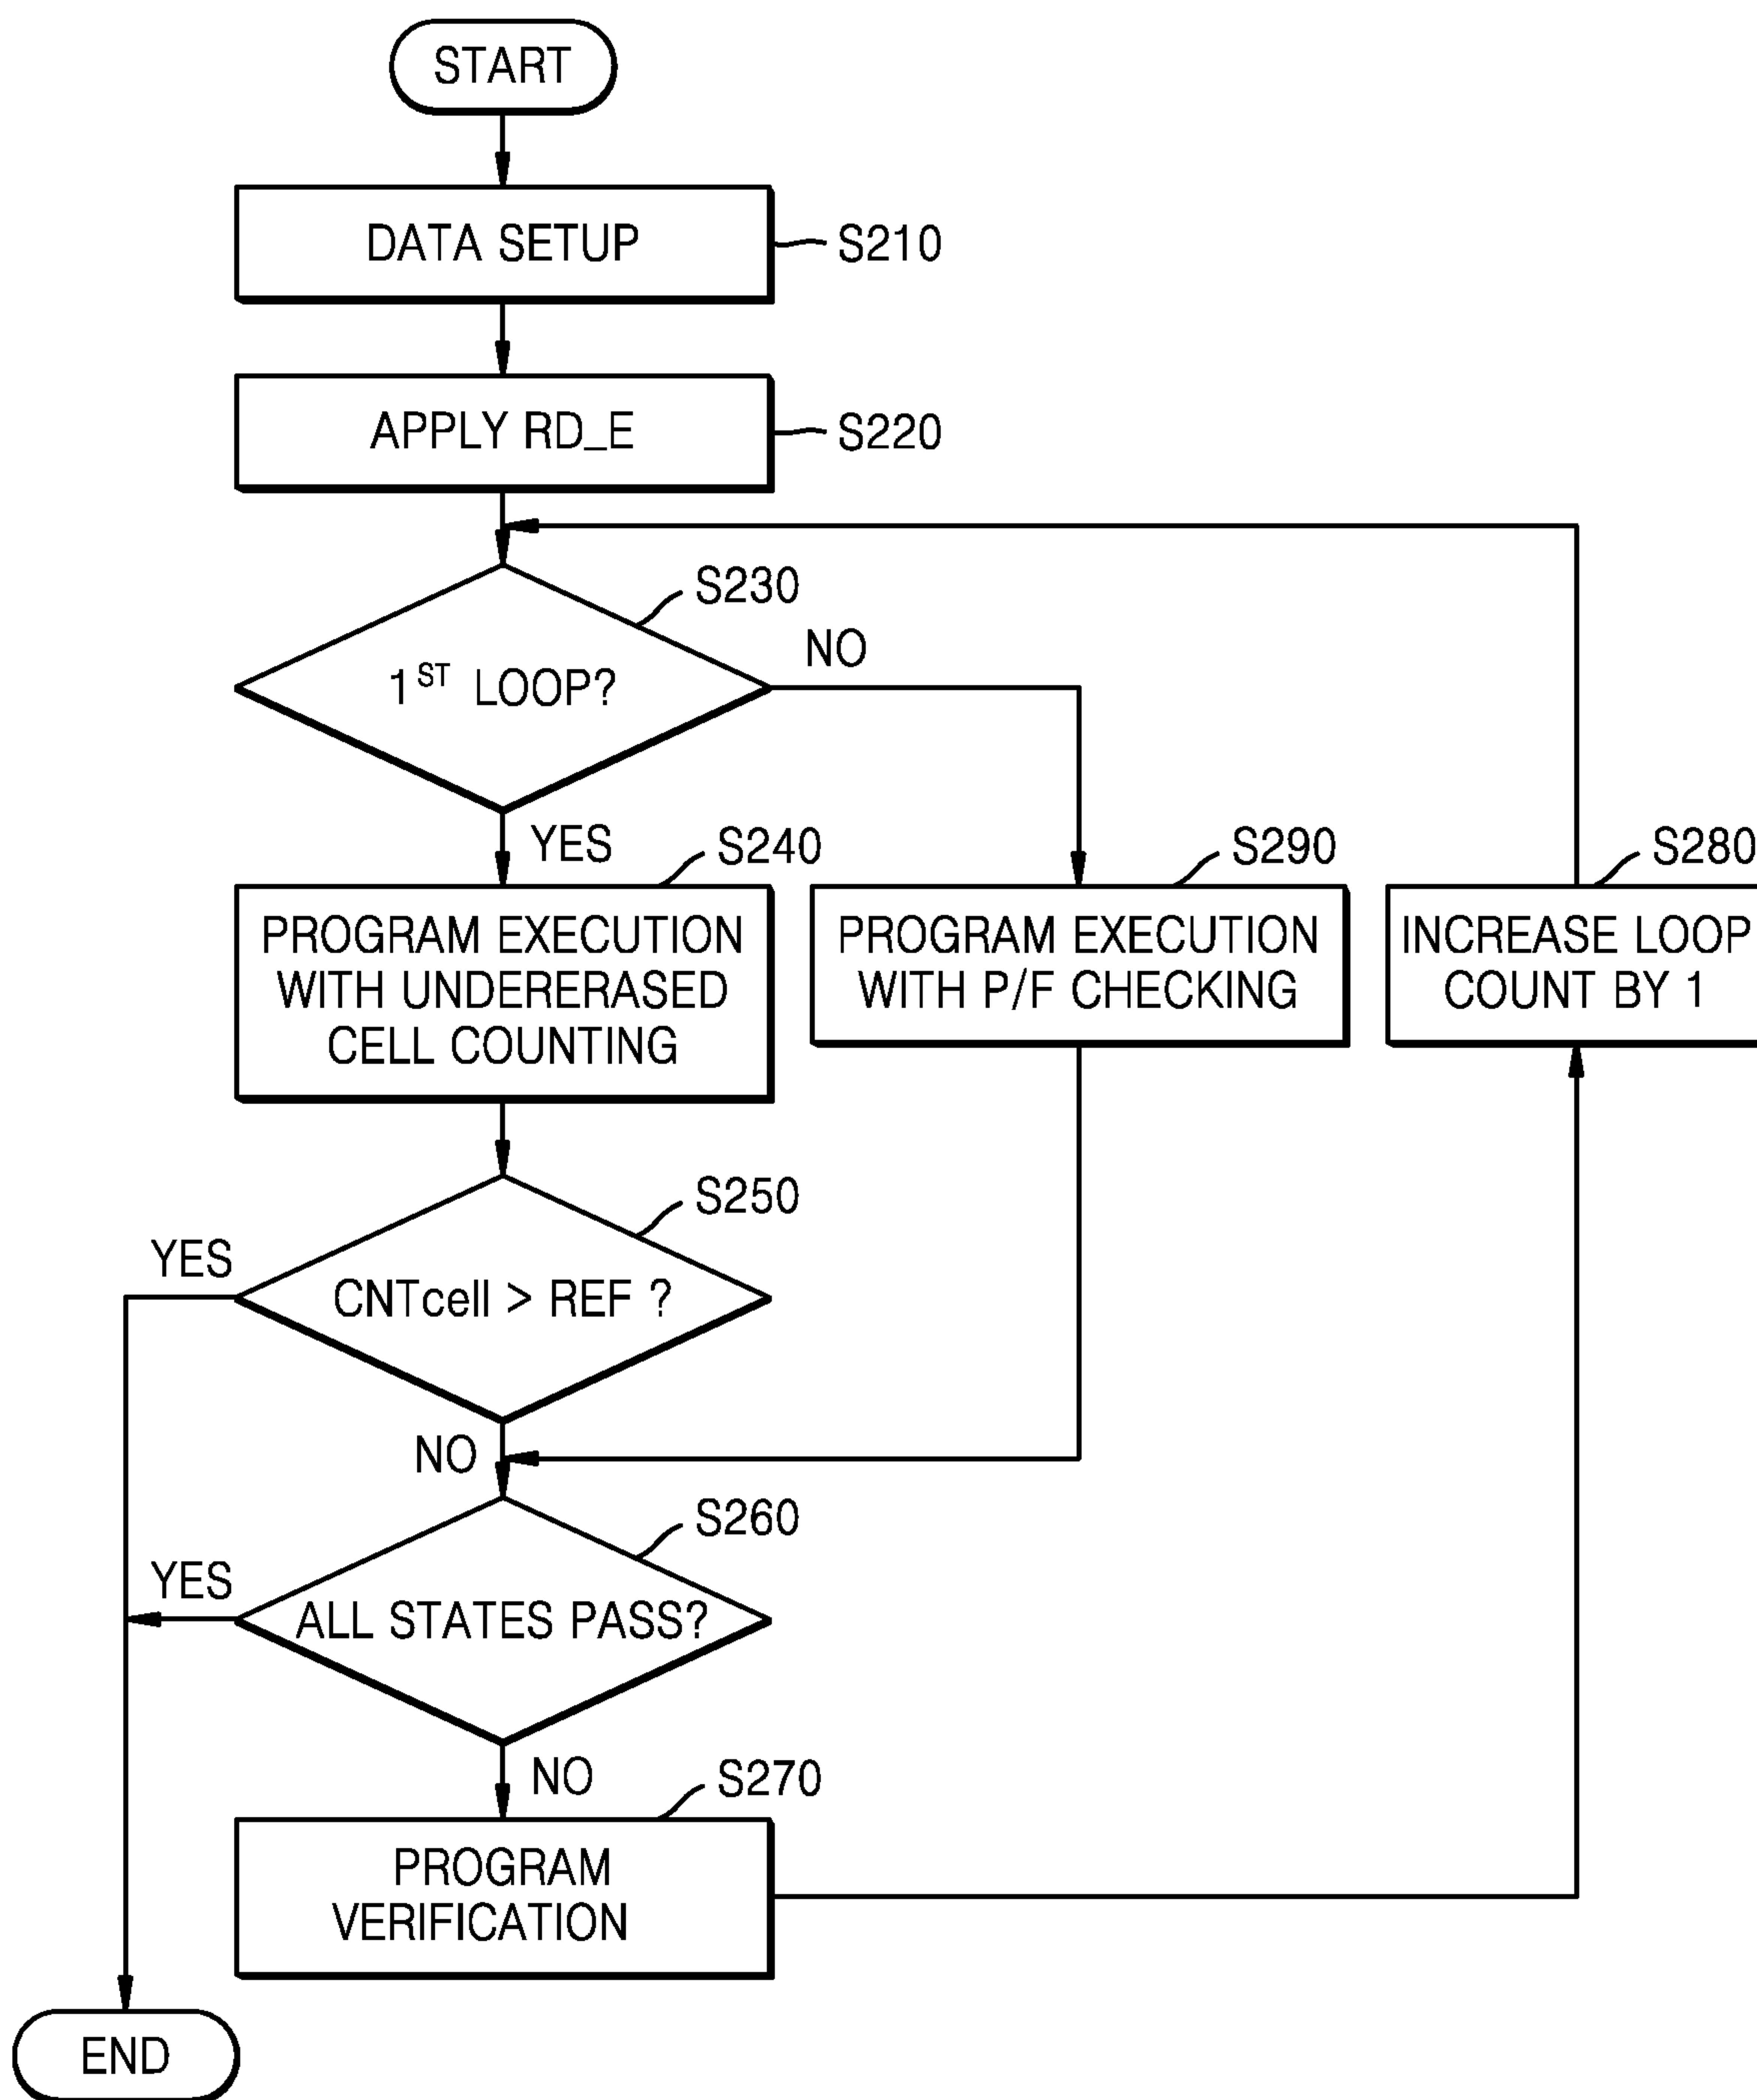 START
DATA SETUP
S210
APPLY RD_E
S220
S230
1ST LOOP?
NO
YES
S240
S290
S280
PROGRAM EXECUTION
WITH UNDERERASED
CELL COUNTING
PROGRAM EXECUTION
WITH P/F CHECKING
INCREASE LOOP
COUNT BY 1
S250
YES
CNTcell > REF ?
NO
S260
YES
ALL STATES PASS?
NO
S270
PROGRAM
VERIFICATION
END